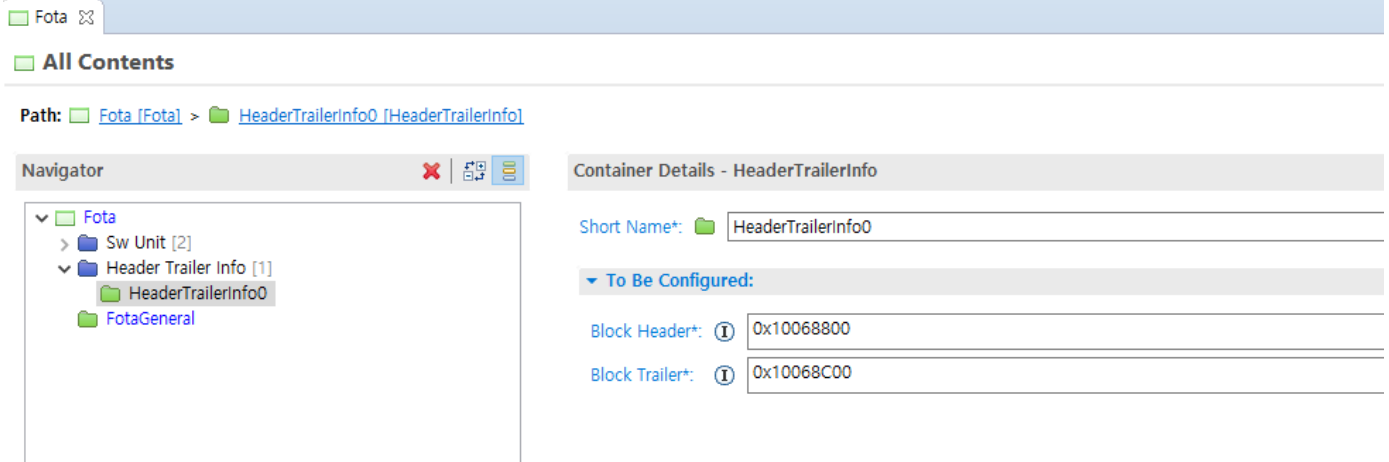 Fota
All Contents
Path: Fota [Fota] > HeaderTrailerInfo0 [HeaderTrailerInfo]
Navigator
Fota
Sw Unit [2]
Header Trailer Info [1]
HeaderTrailerInfo0
FotaGeneral
Container Details - HeaderTrailerInfo
Short Name*: HeaderTrailerInfo0
To Be Configured:
Block Header*: I 0x10068800
Block Trailer*: I 0x10068C00